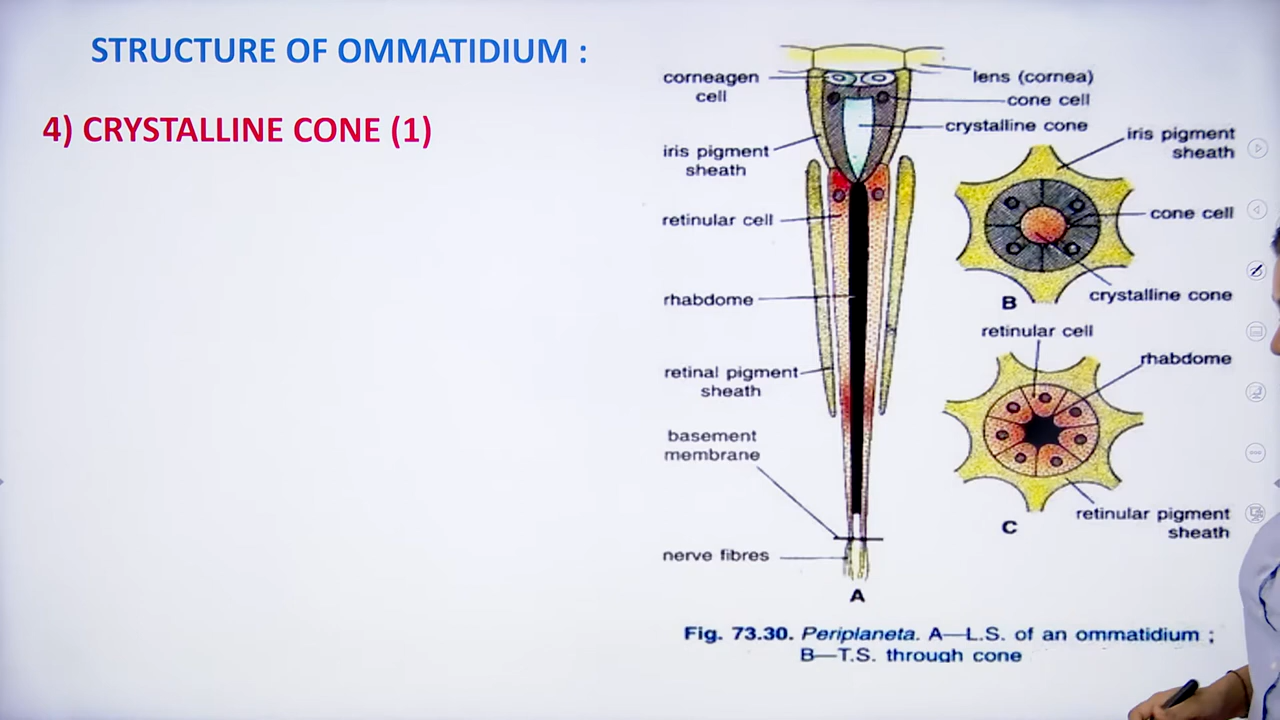 STRUCTURE OF OMMATIDIUM :
4) CRYSTALLINE CONE (1)
corneagen
cell
lens (cornea)
cone cell
crystalline cone
iris pigment
sheath
iris pigment
sheath
retinular cell
cone cell
rhabdome
crystalline cone
B
retinular cell
rhabdome
retinal pigment
sheath
basement
membrane
retinular pigment
sheath
C
nerve fibres
A
Fig. 73.30. Periplaneta. A—L.S. of an ommatidium ;
B—T.S. through cone